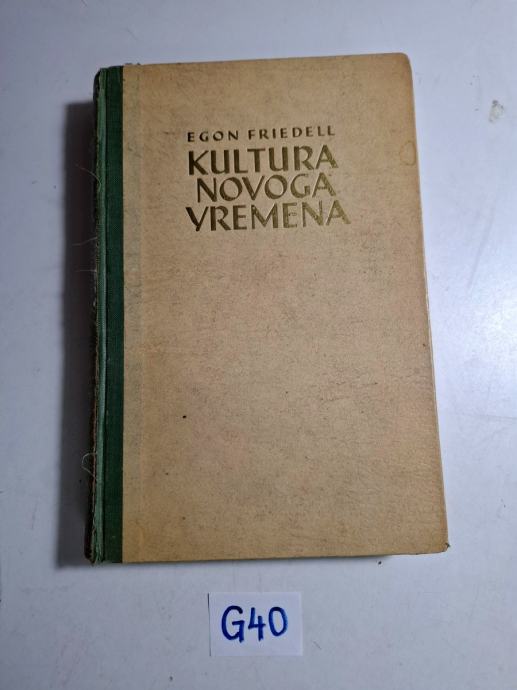 EGON FRIEDELL
KULTURA
NOVOGA
VREMENA
G40